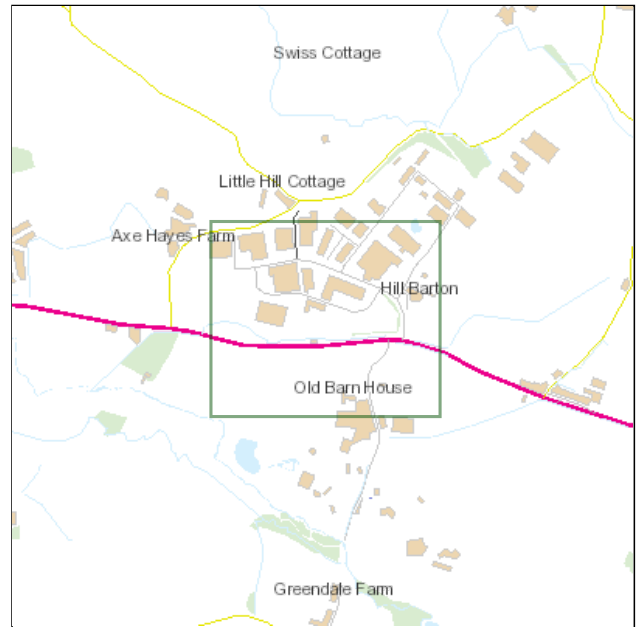 Swiss Cottage
Little Hill Cottage
Axe Hayes Farm
Hill Barton
Old Barn House
Greendale Farm